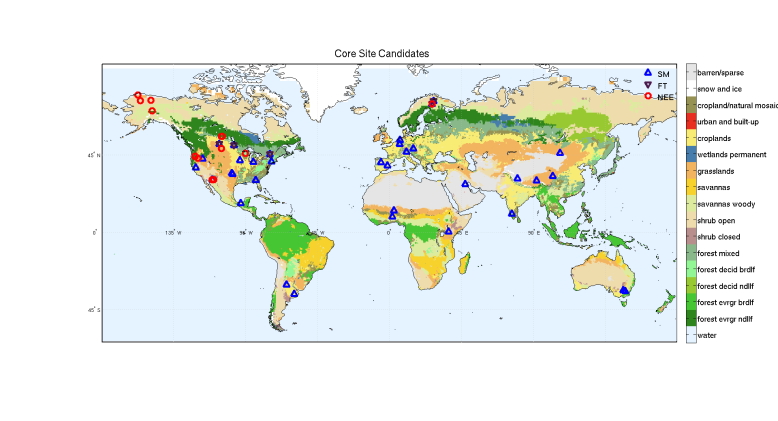 Core Site Candidates
SM
FT
NEE
45° N
0°
45° S
135° W
90° W
45° W
0°
45° E
90° E
barren/sparse
snow and ice
cropland/natural mosaic
urban and built-up
croplands
wetlands permanent
grasslands
savannas
savannas woody
shrub open
shrub closed
forest mixed
forest decid brdlf
forest decid ndllf
forest evrgr brdlf
forest evrgr ndllf
water